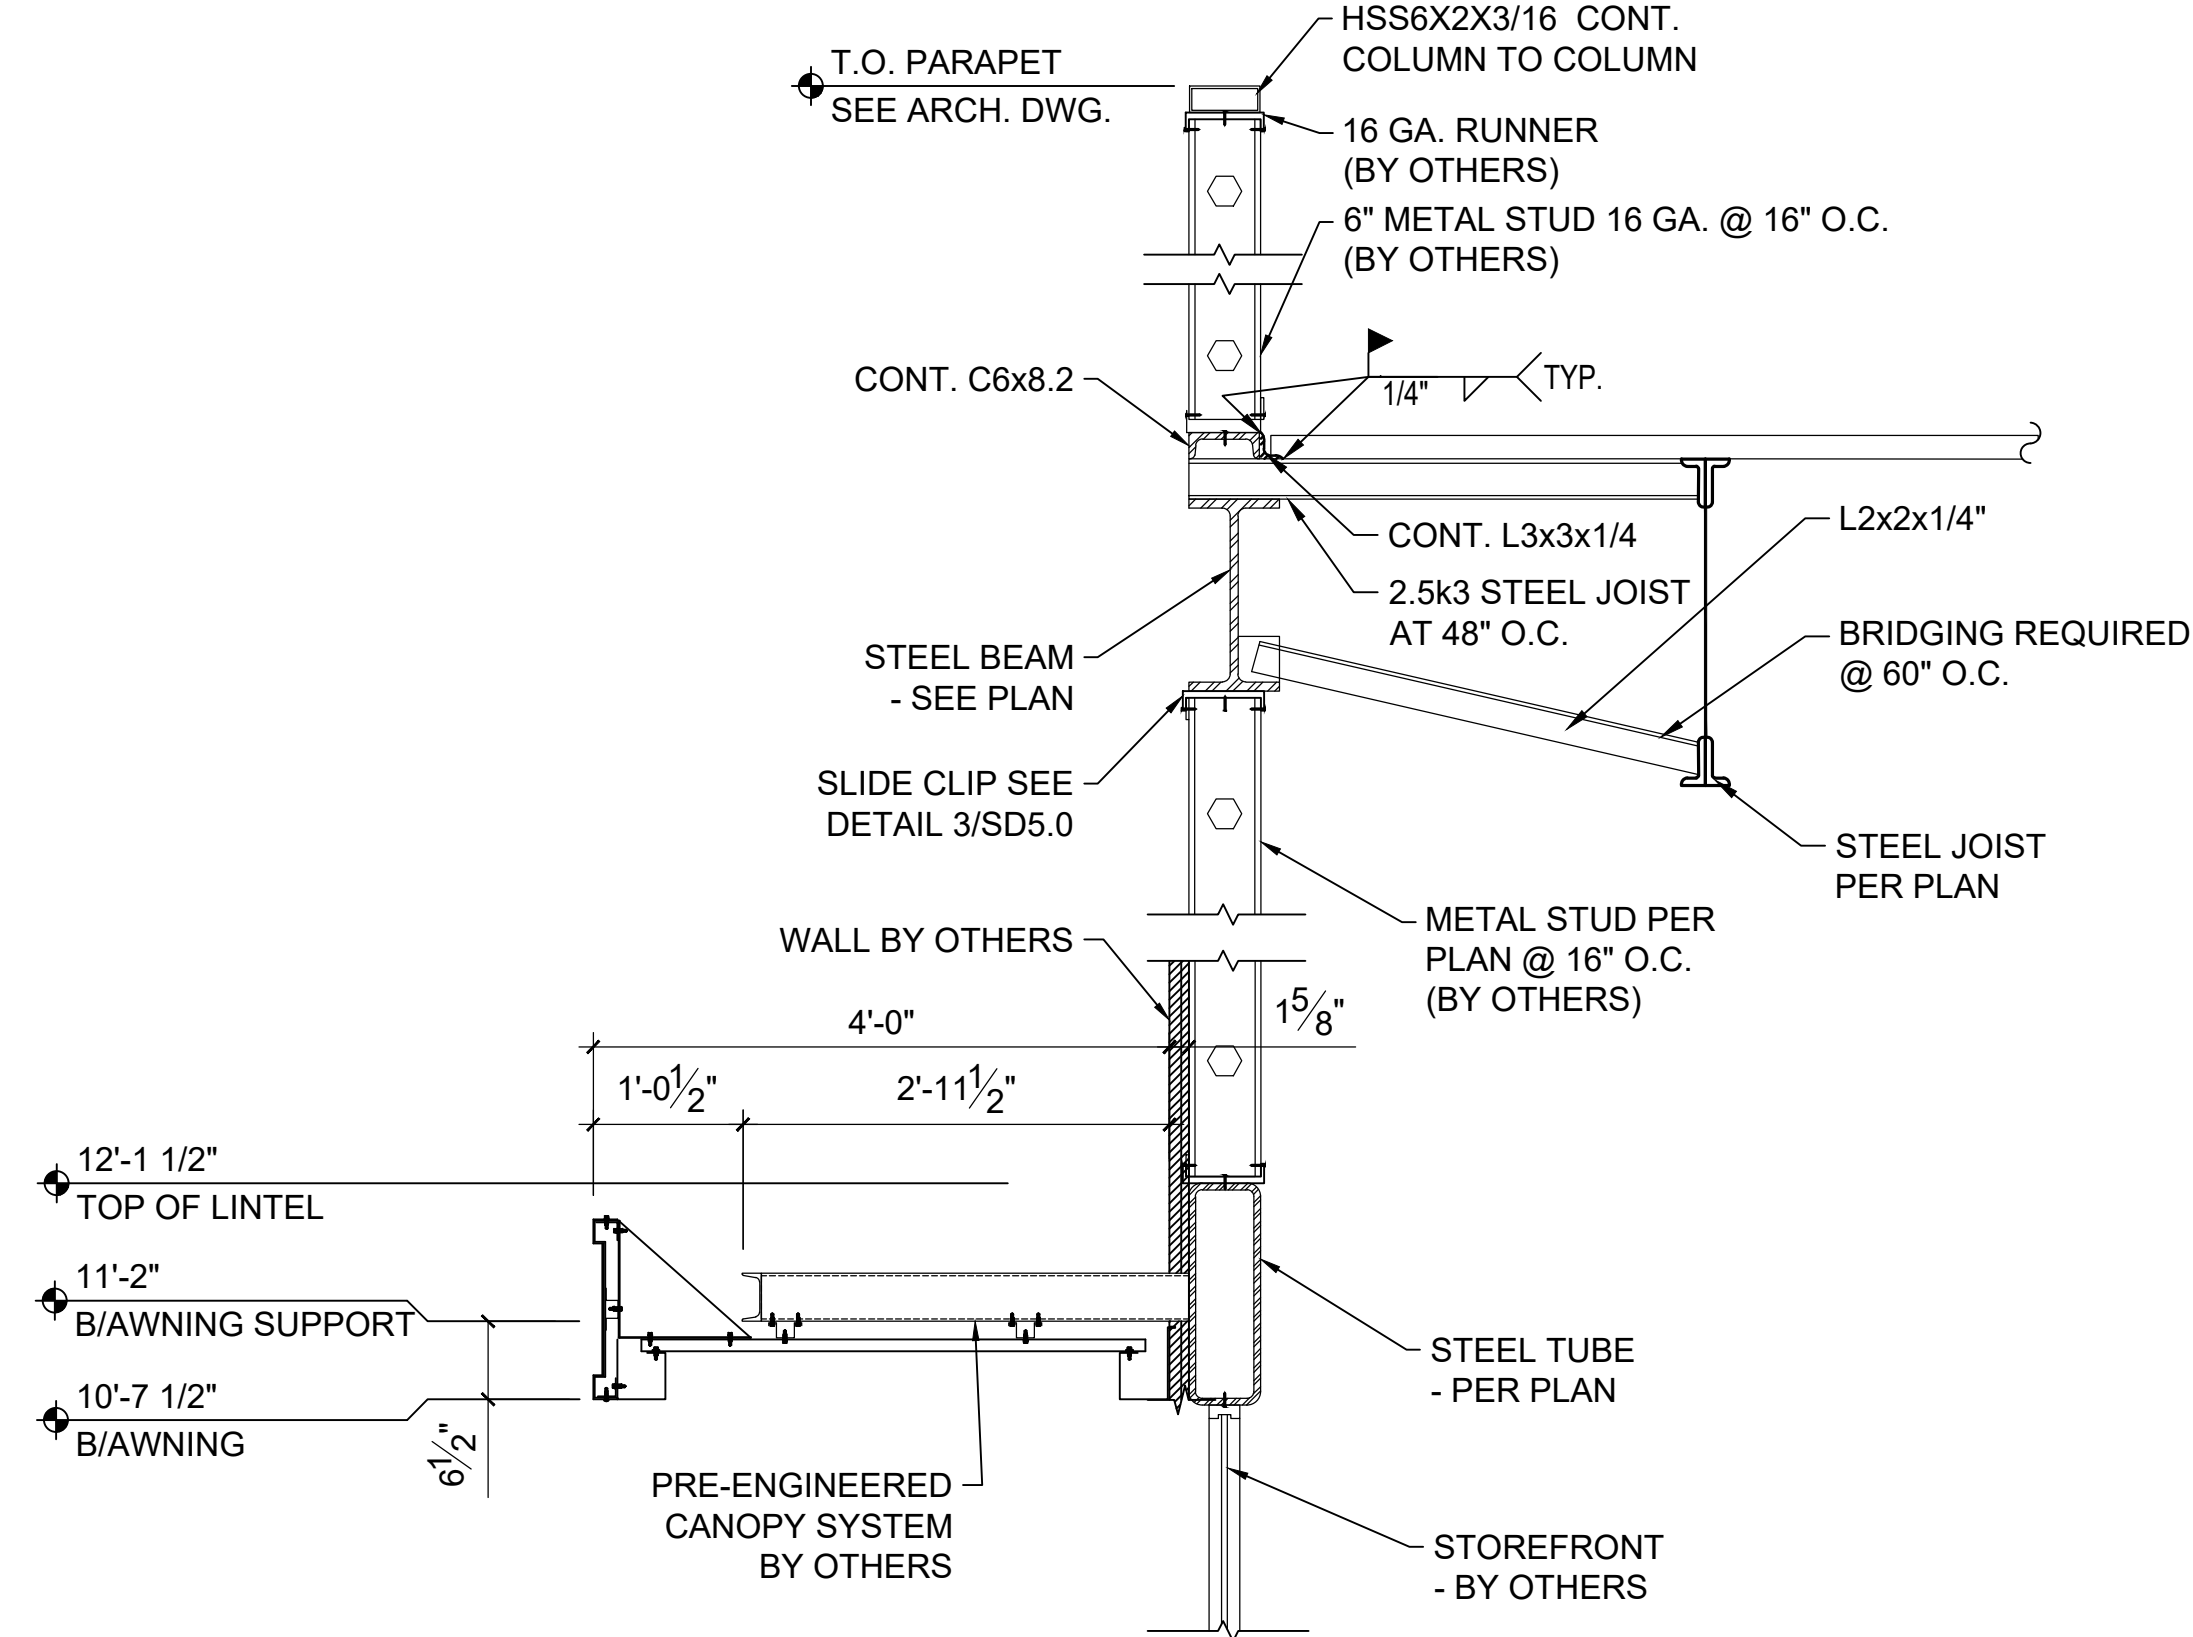 HSS6X2X3/16 CONT.
COLUMN TO COLUMN
T.O. PARAPET
SEE ARCH. DWG.
16 GA. RUNNER
(BY OTHERS)
6" METAL STUD 16 GA. @ 16" O.C.
(BY OTHERS)
CONT. C6x8.2
1/4"
TYP.
CONT. L3x3x1/4
2.5k3 STEEL JOIST
AT 48" O.C.
L2x2x1/4"
BRIDGING REQUIRED
@ 60" O.C.
STEEL BEAM
- SEE PLAN
SLIDE CLIP SEE
DETAIL 3/SD5.0
STEEL JOIST
PER PLAN
METAL STUD PER
PLAN @ 16" O.C.
(BY OTHERS)
WALL BY OTHERS
4'-0"
1 5/8"
1'-0 1/2"
2'-11 1/2"
12'-1 1/2"
TOP OF LINTEL
11'-2"
B/AWNING SUPPORT
10'-7 1/2"
B/AWNING
6 1/2"
STEEL TUBE
- PER PLAN
PRE-ENGINEERED
CANOPY SYSTEM
BY OTHERS
STOREFRONT
- BY OTHERS